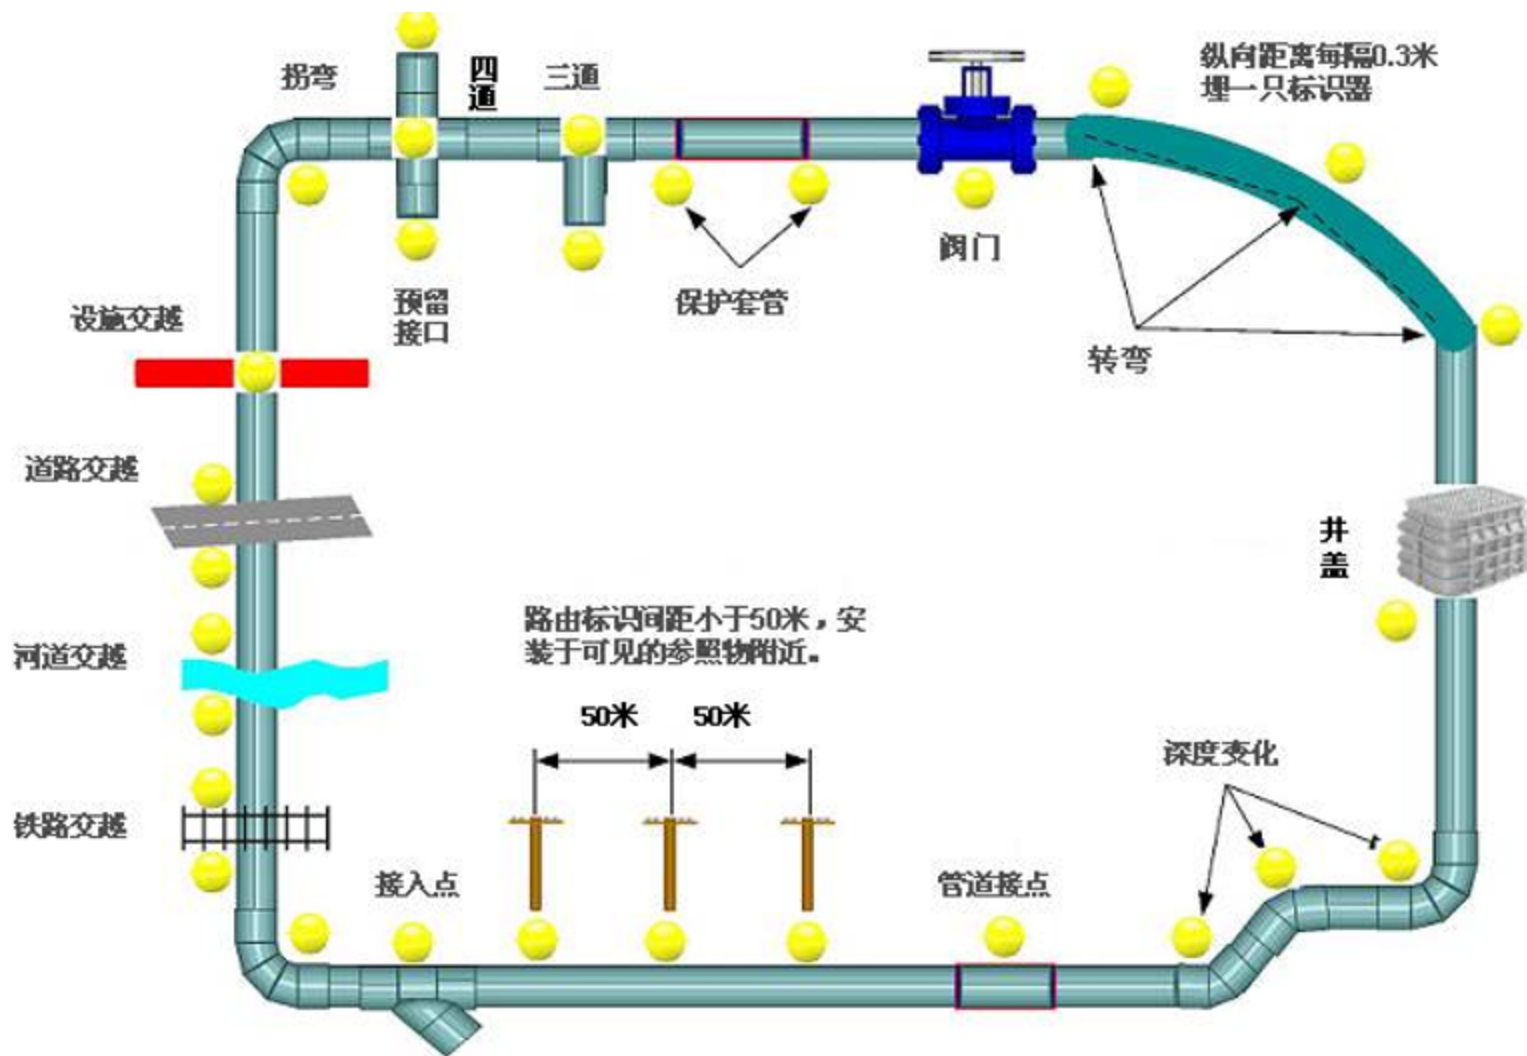 拐弯
四
通
三通
纵向距离每隔0.3米
埋一只标识器
阀门
预留
接口
保护套管
设施交越
转弯
道路交越
井
盖
路由标识间距小于50米，安
装于可见的参照物附近。
河道交越
50米
50米
深度变化
铁路交越
接入点
管道接点